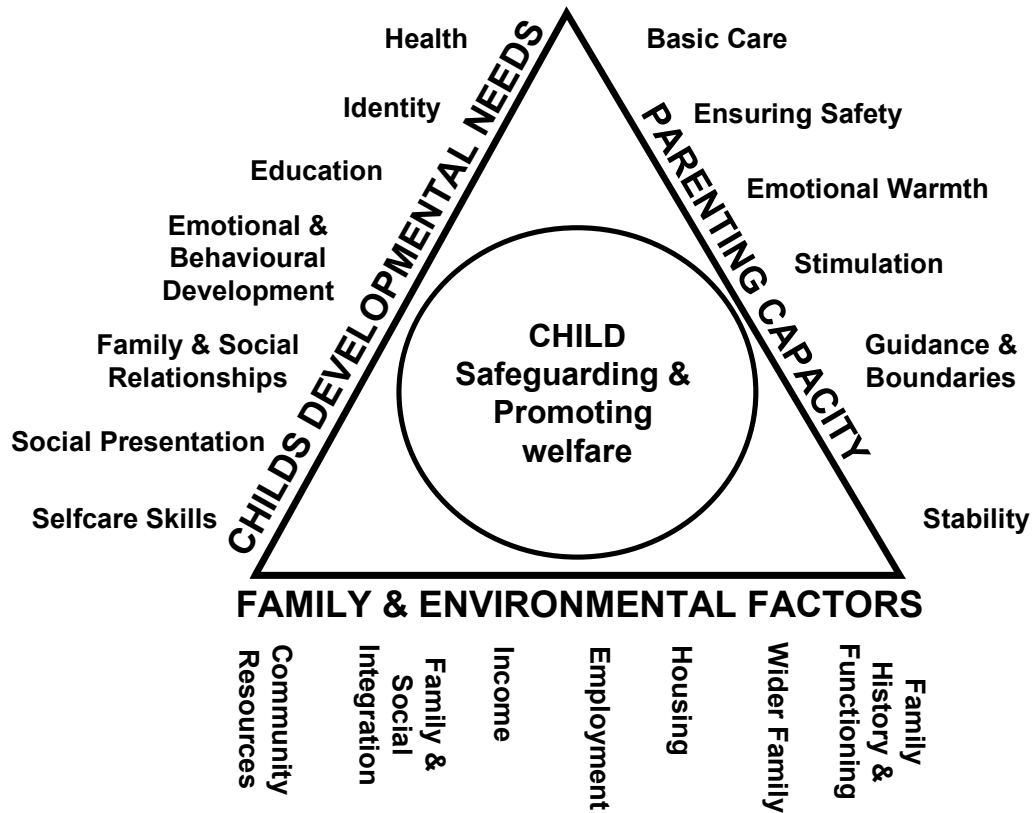 Health
Identity
Education
Emotional &
Behavioural
Development
Family & Social
Relationships
Social Presentation
Selfcare Skills
CHILDS DEVELOPMENTAL NEEDS
Basic Care
Ensuring Safety
Emotional Warmth
Stimulation
Guidance &
Boundaries
Stability
PARENTING CAPACITY
CHILD
Safeguarding &
Promoting
welfare
FAMILY & ENVIRONMENTAL FACTORS
Community
Resources
Family &
Social
Integration
Income
Employment
Housing
Wider Family
Family
History &
Functioning